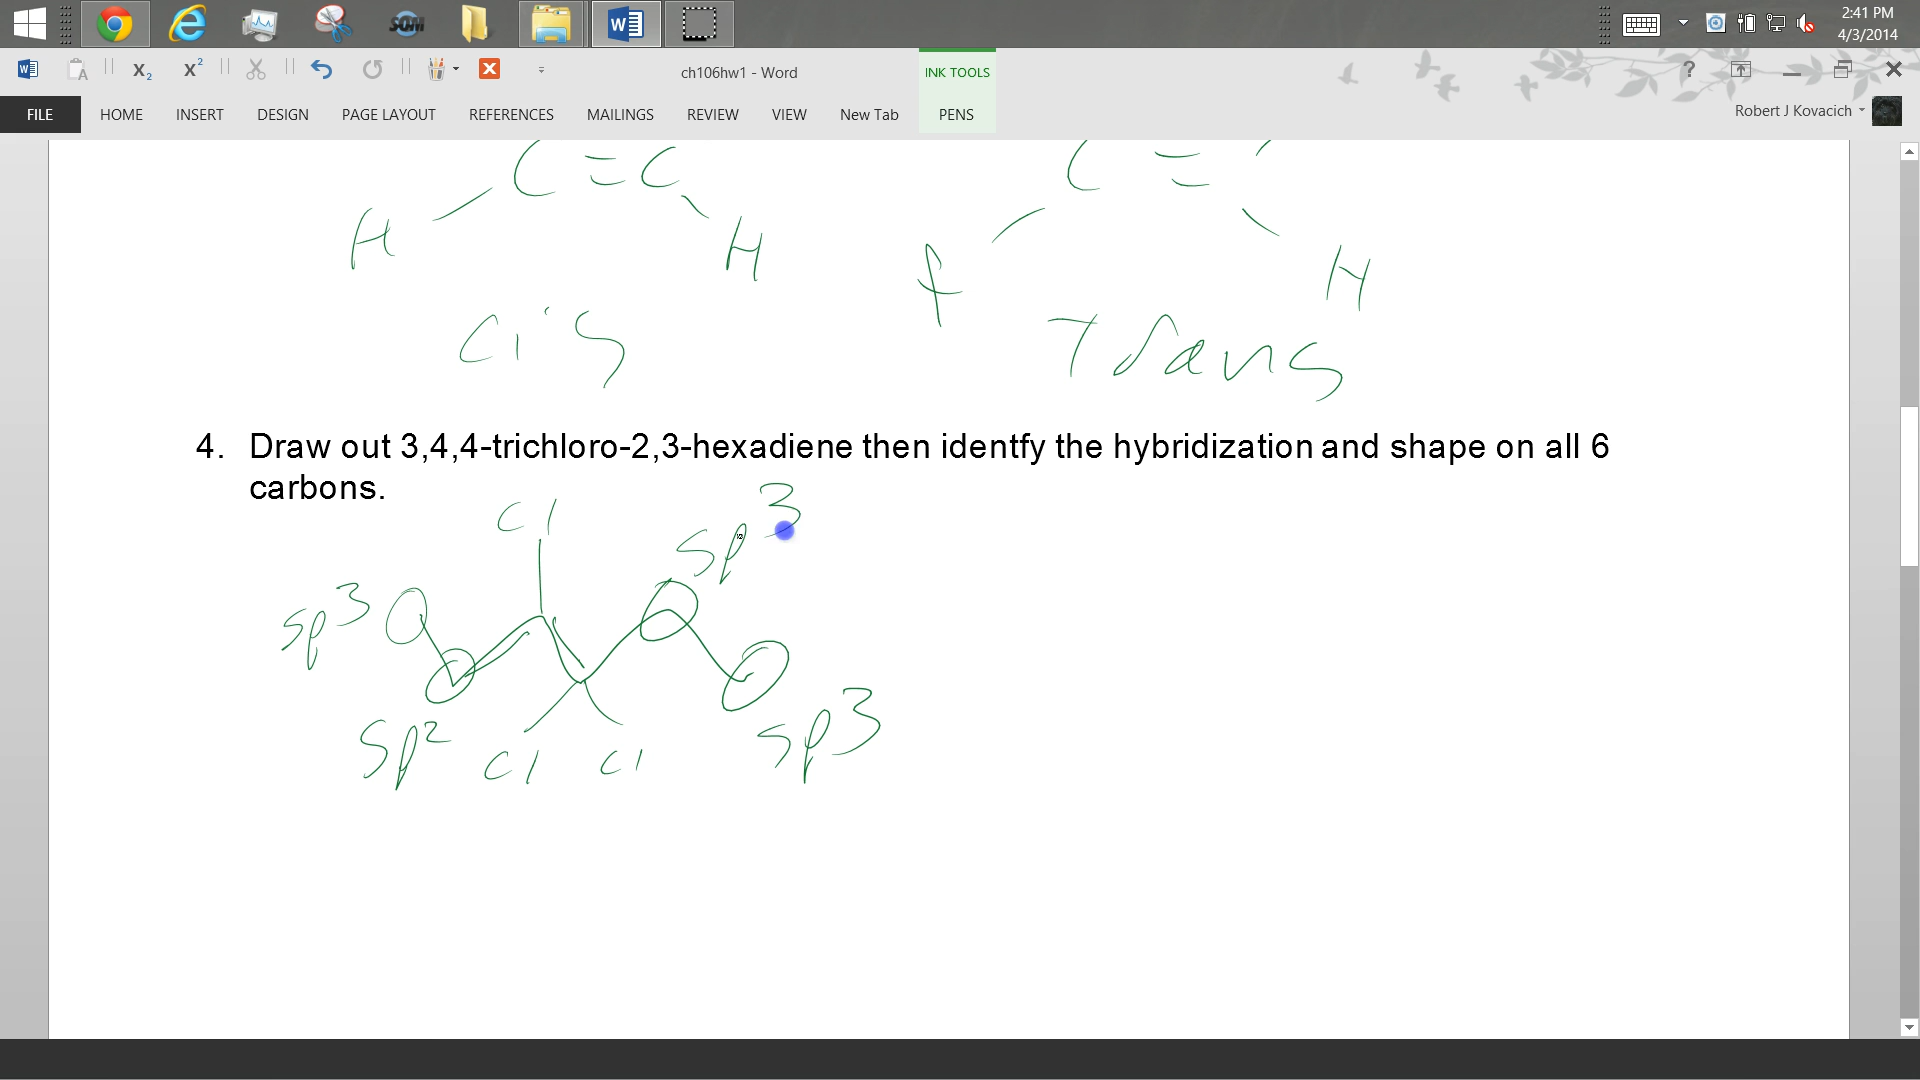 SQM
2:41 PM
4/3/2014
ch106hw1 - Word
INK TOOLS
FILE HOME INSERT DESIGN PAGE LAYOUT REFERENCES MAILINGS REVIEW VIEW New Tab PENS
Robert J Kovacich
C = C C =
H H H
cis Trans
4. Draw out 3,4,4-trichloro-2,3-hexadiene then identfy the hybridization and shape on all 6
carbons.
Cl
sp3
sp3
sp2 Cl Cl sp3